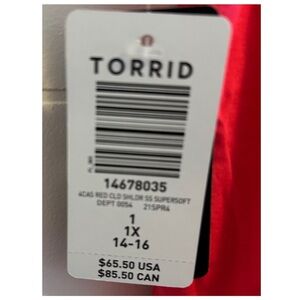 TORRID
14678035
4CAS RED CLD SHLDR SS SUPERSOFT
DEPT 0054 21SPR4
1
1X
14-16
$65.50 USA
$85.50 CAN